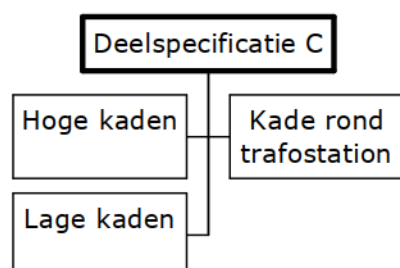 Deelspecificatie C
Hoge kaden
Kade rond
trafostation
Lage kaden